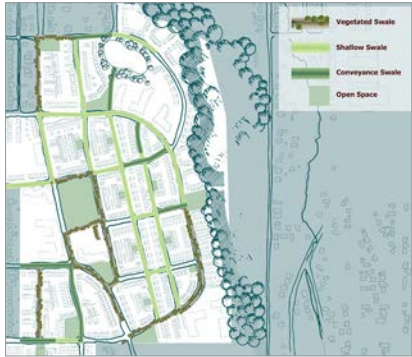 Vegetated Swale
Shallow Swale
Conveyance Swale
Open Space